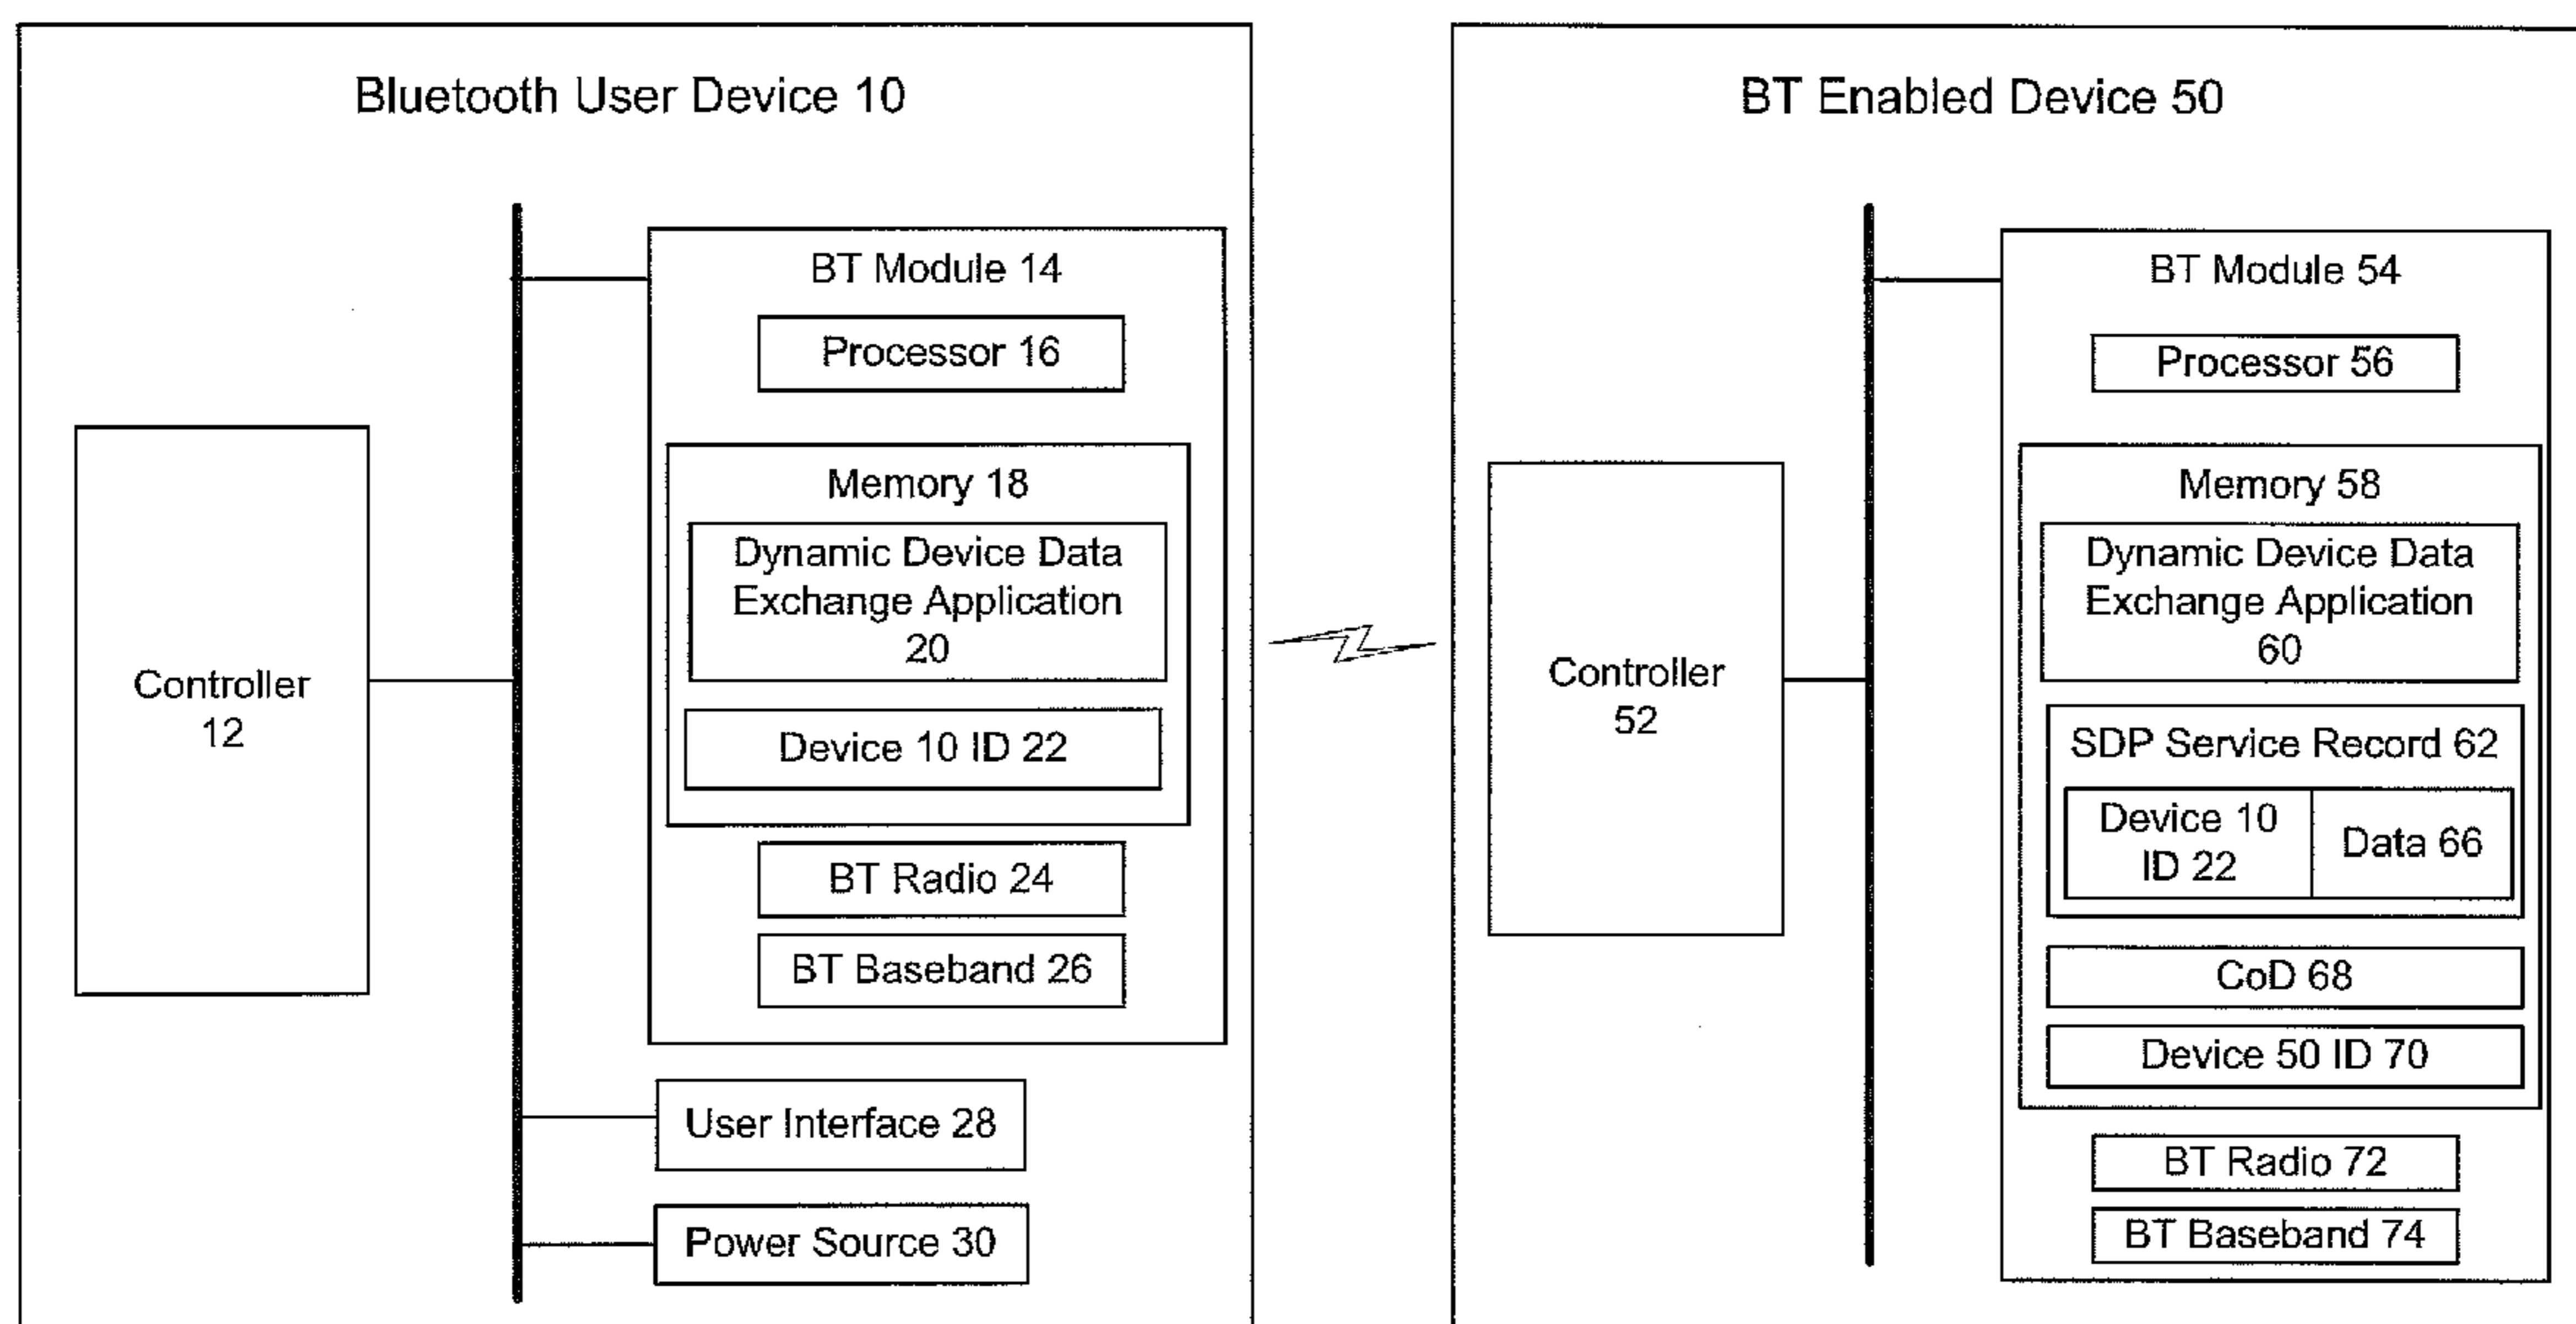 Bluetooth User Device 10
BT Module 14
Processor 16
Memory 18
Dynamic Device Data
Exchange Application
20
Device 10 ID 22
BT Radio 24
BT Baseband 26
Controller
12
User Interface 28
Power Source 30
BT Enabled Device 50
BT Module 54
Processor 56
Memory 58
Dynamic Device Data
Exchange Application
60
SDP Service Record 62
Device 10
ID 22
Data 66
CoD 68
Device 50 ID 70
BT Radio 72
BT Baseband 74
Controller
52